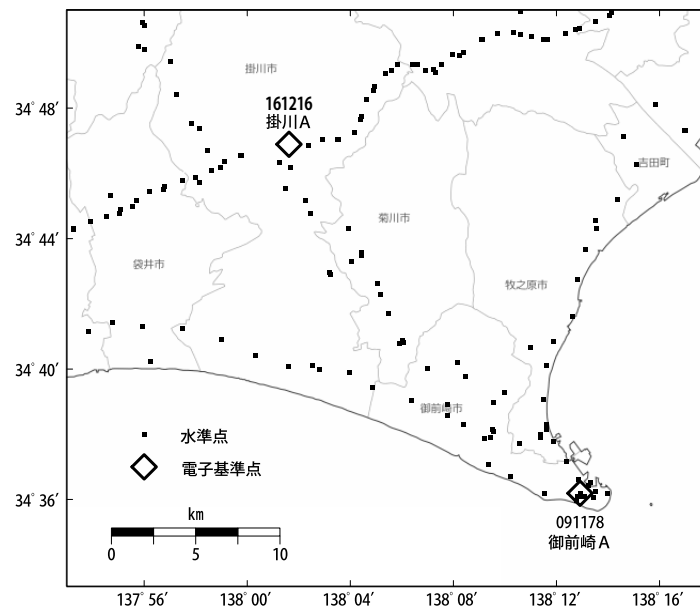 掛川市
161216
掛川A
34° 48′
吉田町
菊川市
34° 44′
袋井市
牧之原市
34° 40′
御前崎市
水準点
電子基準点
34° 36′
km
0 5 10
091178
御前崎A
137° 56′ 138° 00′ 138° 04′ 138° 08′ 138° 12′ 138° 16′